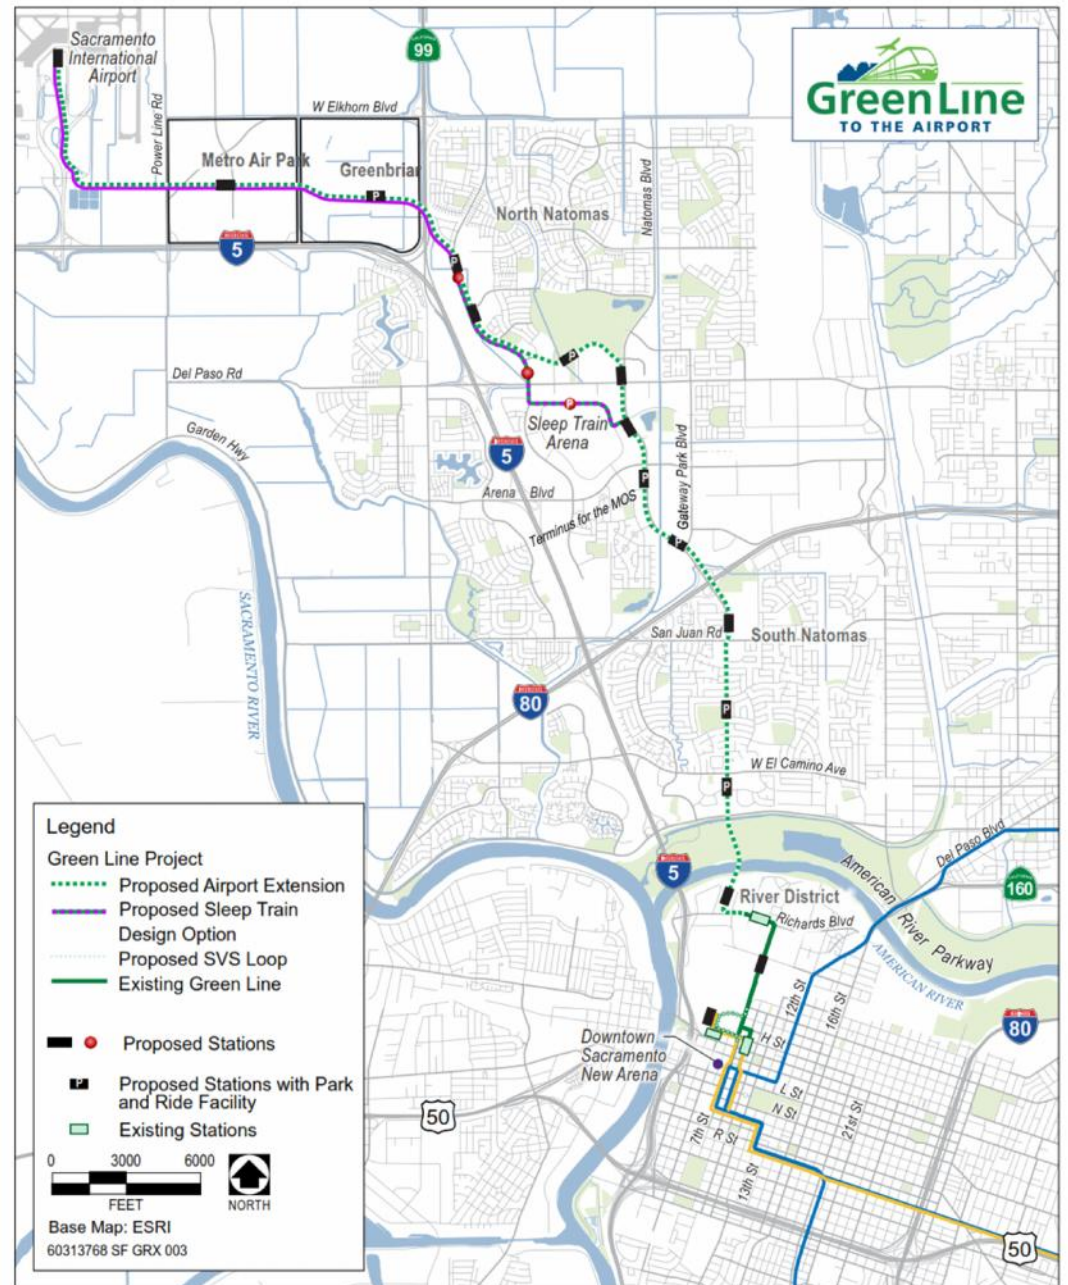 Sacramento
International
Airport
99
GreenLine
TO THE AIRPORT
Power Line Rd
W Elkhorn Blvd
Metro Air Park
Greenbriar
P
Natomas Blvd
North Natomas
5
P
P
Del Paso Rd
P
Garden Hwy
Sleep Train
Arena
5
Gateway Park Blvd
P
Arena Blvd
Terminus for the MOS
P
SACRAMENTO RIVER
San Juan Rd
South Natomas
80
P
W El Camino Ave
P
Legend
Green Line Project
Proposed Airport Extension
Proposed Sleep Train
Design Option
Proposed SVS Loop
Existing Green Line
Proposed Stations
P
Proposed Stations with Park
and Ride Facility
Existing Stations
0 3000 6000
FEET
NORTH
Base Map: ESRI
60313768 SF GRX 003
5
Del Paso Blvd
CALIFORNIA
160
American River Parkway
River District
Richards Blvd
AMERICAN RIVER
12th St
16th St
80
Downtown
Sacramento
New Arena
H St
L St
N St
7th St
R St
21st St
13th St
50
50